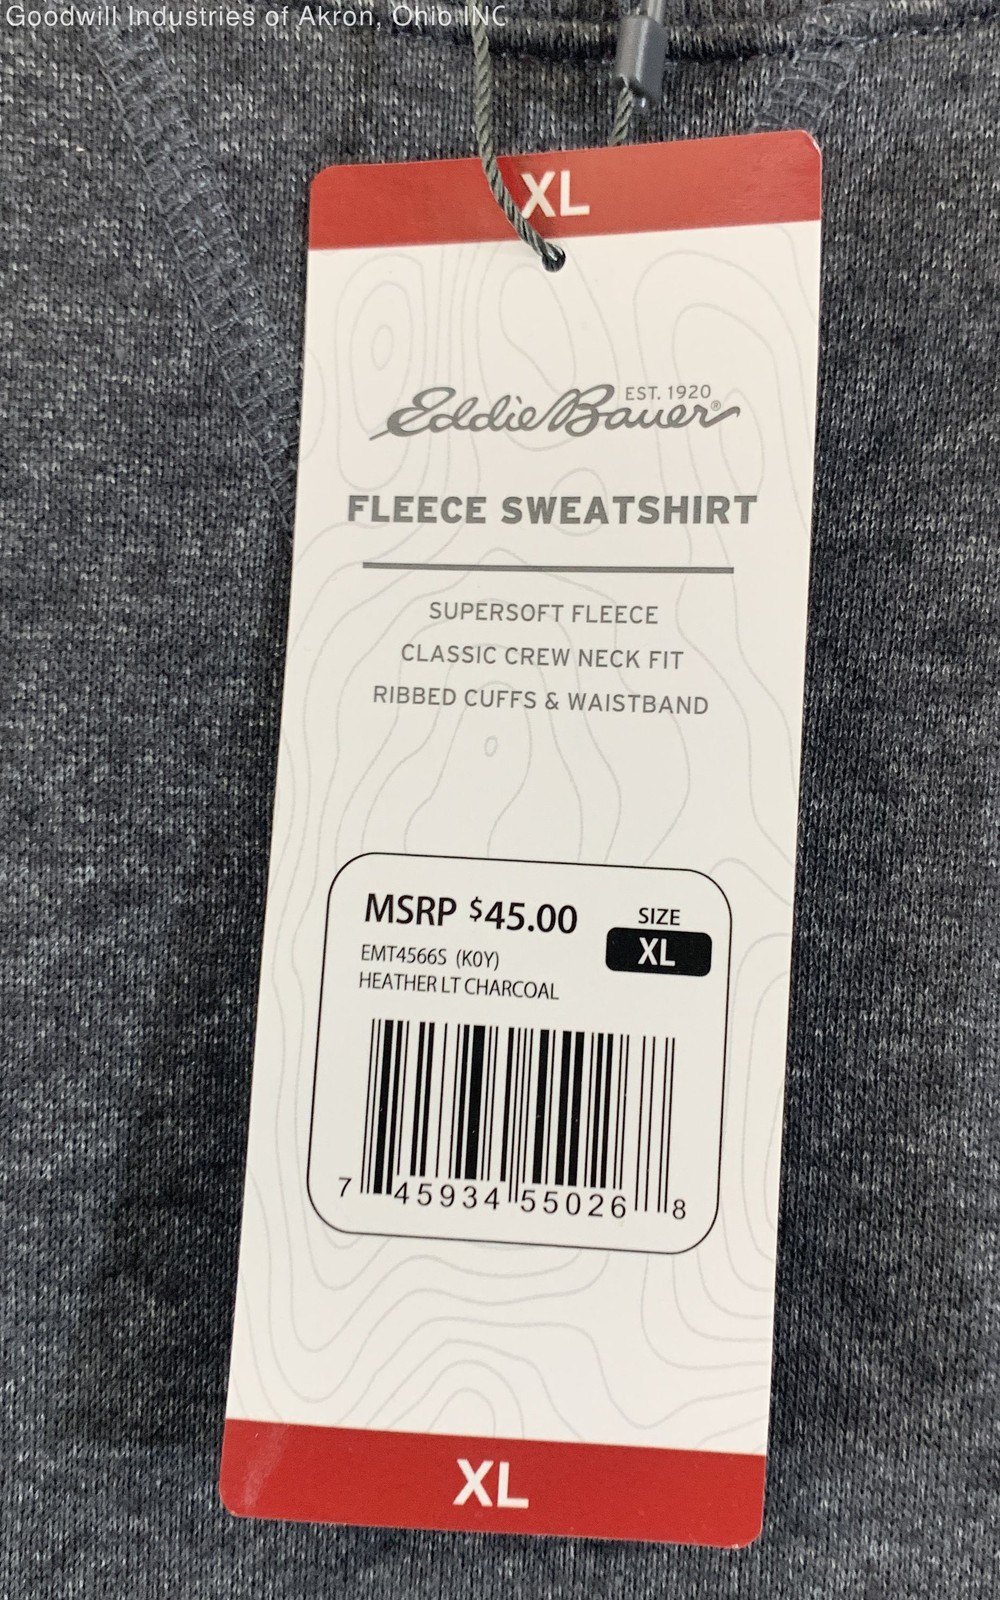 Goodwill Industries of Akron, Ohio INC
XL
EST. 1920
Eddie Bauer®
FLEECE SWEATSHIRT
SUPERSOFT FLEECE
CLASSIC CREW NECK FIT
RIBBED CUFFS & WAISTBAND
MSRP $45.00
SIZE
XL
EMT4566S (K0Y)
HEATHER LT CHARCOAL
7 45934 55026 8
XL